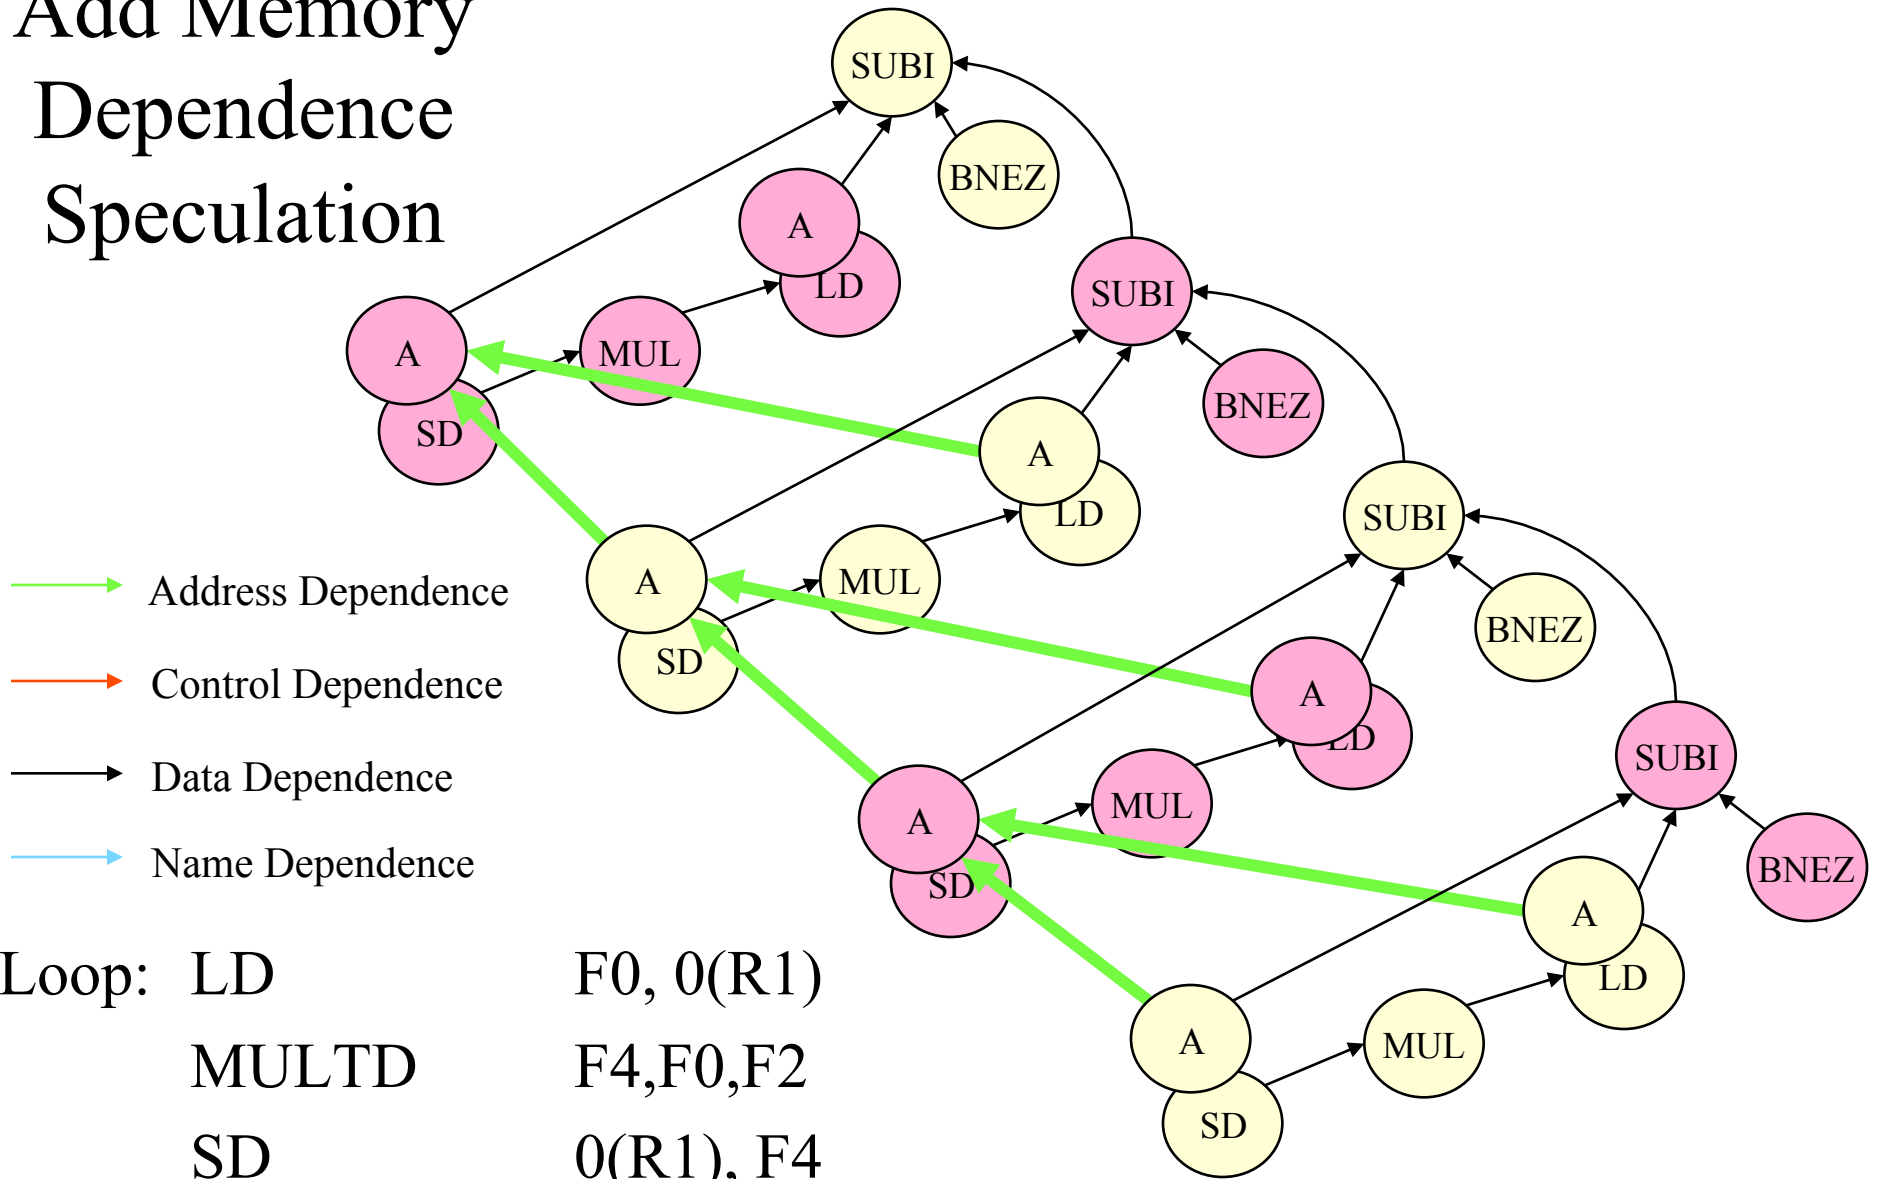 Add Memory
Dependence
Speculation
SUBI
BNEZ
A
LD
SUBI
A
MUL
BNEZ
SD
A
LD
SUBI
A
MUL
BNEZ
SD
A
LD
SUBI
MUL
A
BNEZ
SD
A
LD
A
MUL
SD
Address Dependence
Control Dependence
Data Dependence
Name Dependence
Loop: LD F0, 0(R1)
MULTD F4,F0,F2
SD 0(R1), F4